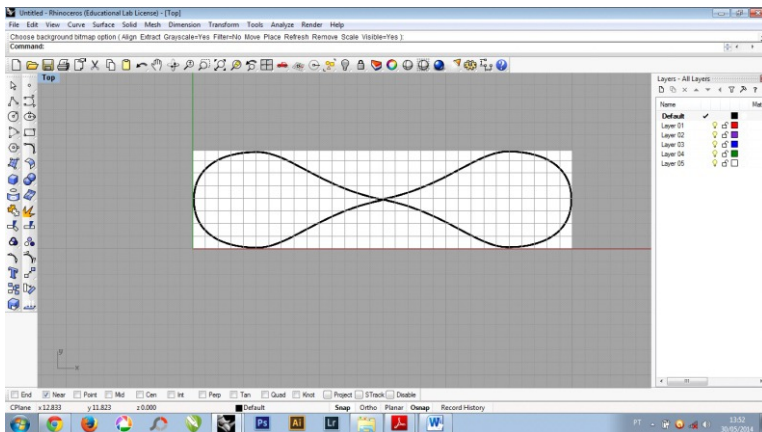 Untitled - Rhinoceros (Educational Lab License) - [Top]
File Edit View Curve Surface Solid Mesh Dimension Transform Tools Analyze Render Help
Choose background bitmap option ( Align Extract Grayscale=Yes Filter=No Move Place Refresh Remove Scale Visible=Yes ):
Command:
Top
Layers - All Layers
Name Mat
Default
Layer 01
Layer 02
Layer 03
Layer 04
Layer 05
y
x
End Near Point Mid Cen Int Perp Tan Quad Knot Project STrack Disable
CPlane x 12.833 y 11.823 z 0.000 Default Snap Ortho Planar Osnap Record History
Ps Ai Lr W
PT 13:52
30/05/2014